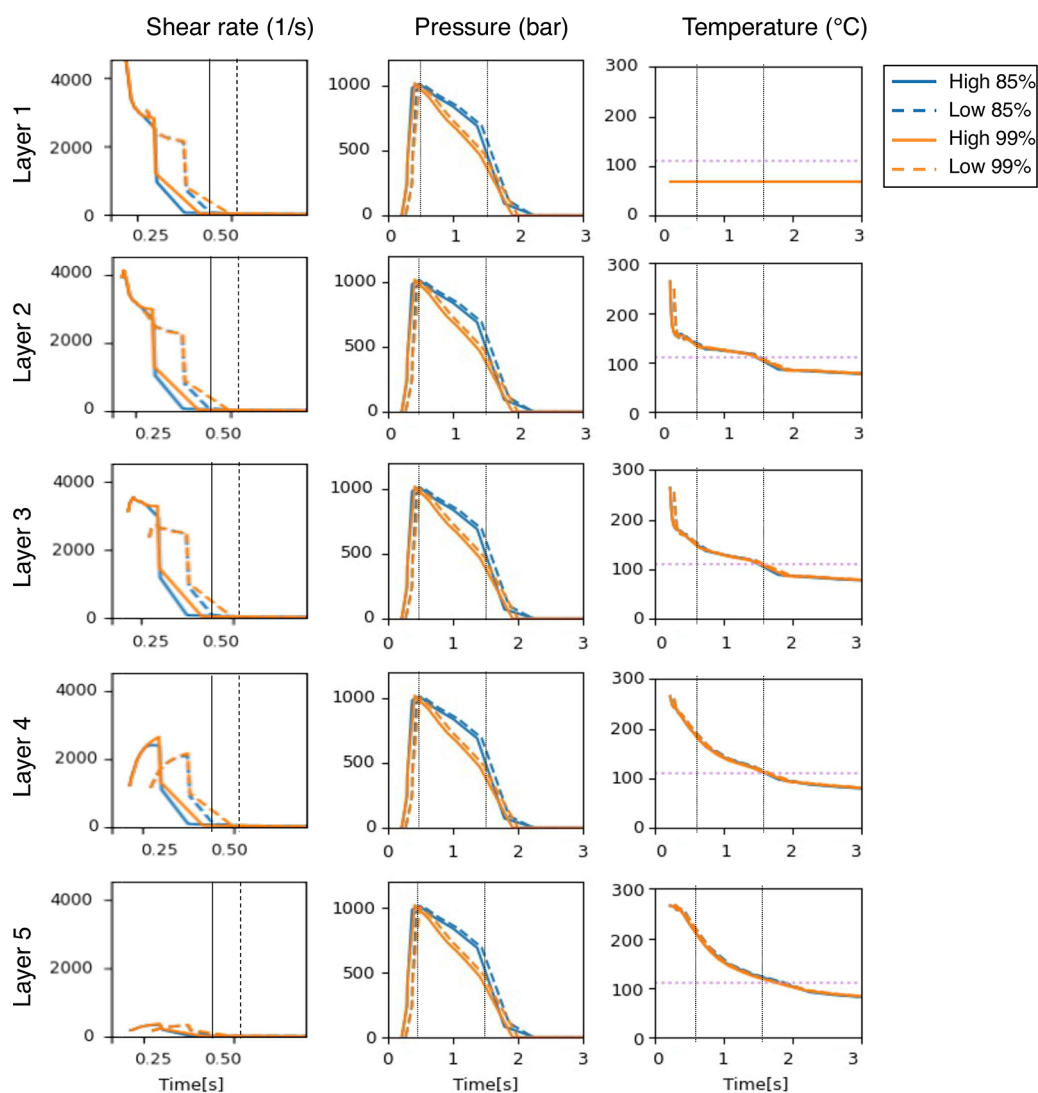 Shear rate (1/s) Pressure (bar) Temperature (°C)
High 85%
Low 85%
High 99%
Low 99%
Layer 1
4000 2000 0
0.25 0.50
1000 500 0
0 1 2 3
300 200 100 0
0 1 2 3
Layer 2
4000 2000 0
0.25 0.50
1000 500 0
0 1 2 3
300 200 100 0
0 1 2 3
Layer 3
4000 2000 0
0.25 0.50
1000 500 0
0 1 2 3
300 200 100 0
0 1 2 3
Layer 4
4000 2000 0
0.25 0.50
1000 500 0
0 1 2 3
300 200 100 0
0 1 2 3
Layer 5
4000 2000 0
0.25 0.50
1000 500 0
0 1 2 3
300 200 100 0
0 1 2 3
Time[s] Time[s] Time[s]